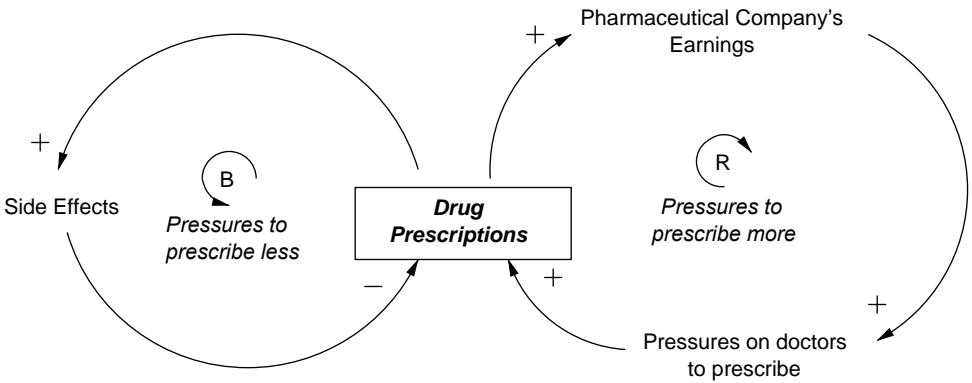 Pharmaceutical Company's
Earnings
+
+
B
R
Side Effects
Pressures to
prescribe less
Drug
Prescriptions
Pressures to
prescribe more
−
+
+
Pressures on doctors
to prescribe